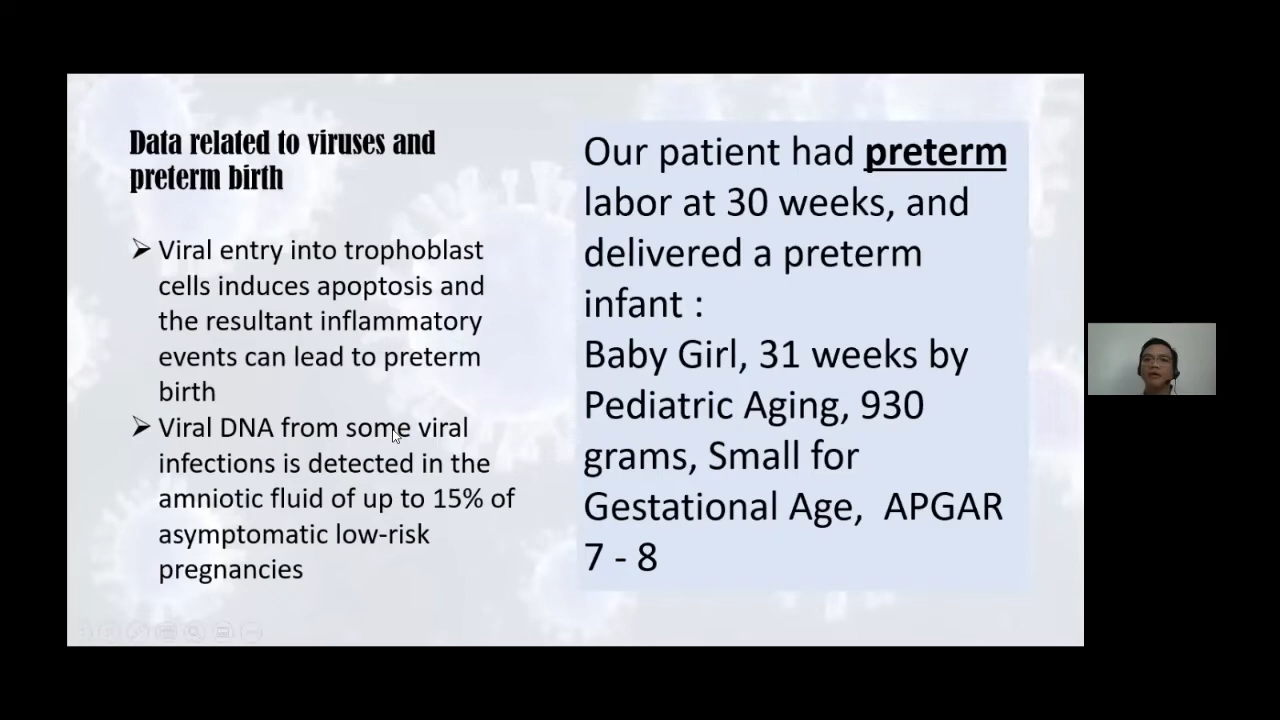 Data related to viruses and
preterm birth
➢ Viral entry into trophoblast
cells induces apoptosis and
the resultant inflammatory
events can lead to preterm
birth
➢ Viral DNA from some viral
infections is detected in the
amniotic fluid of up to 15% of
asymptomatic low-risk
pregnancies
Our patient had preterm
labor at 30 weeks, and
delivered a preterm
infant :
Baby Girl, 31 weeks by
Pediatric Aging, 930
grams, Small for
Gestational Age,  APGAR
7 - 8